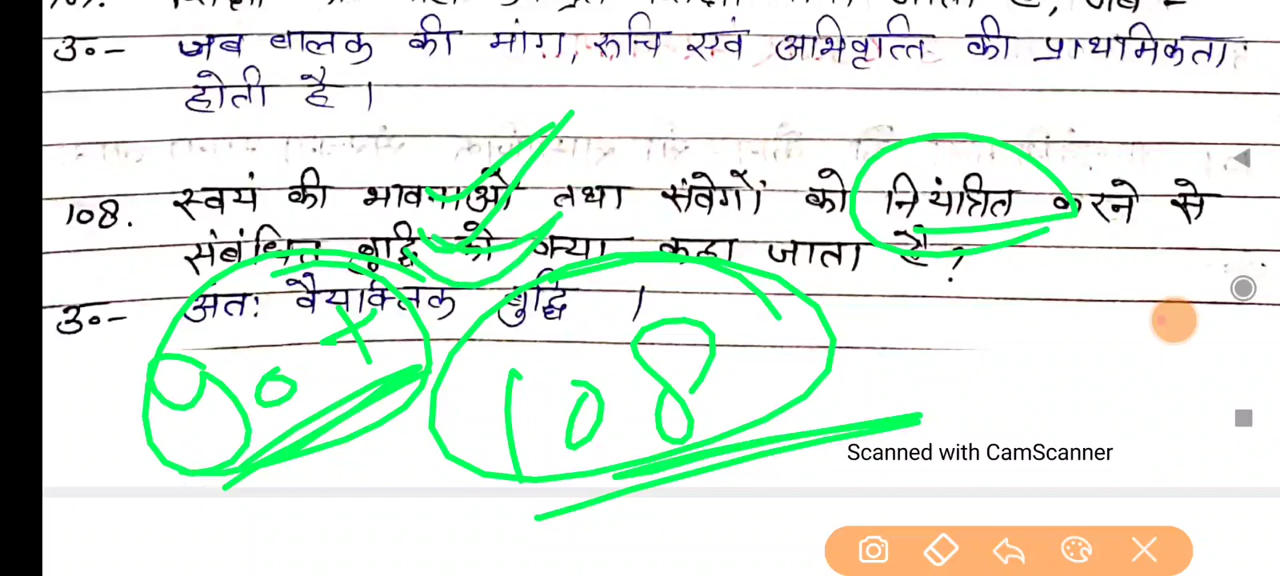 उ०- जब बालक की मांग, रूचि एवं अभिवृत्ति की प्राथमिकता
होती है ।
108. स्वयं की भावनाओं तथा संवेगों को नियंत्रित करने से
संबंधित बुद्धि को क्या कहा जाता है ?
उ०- अतः वैयाक्तिक बुद्धि ।
90+
108
Scanned with CamScanner